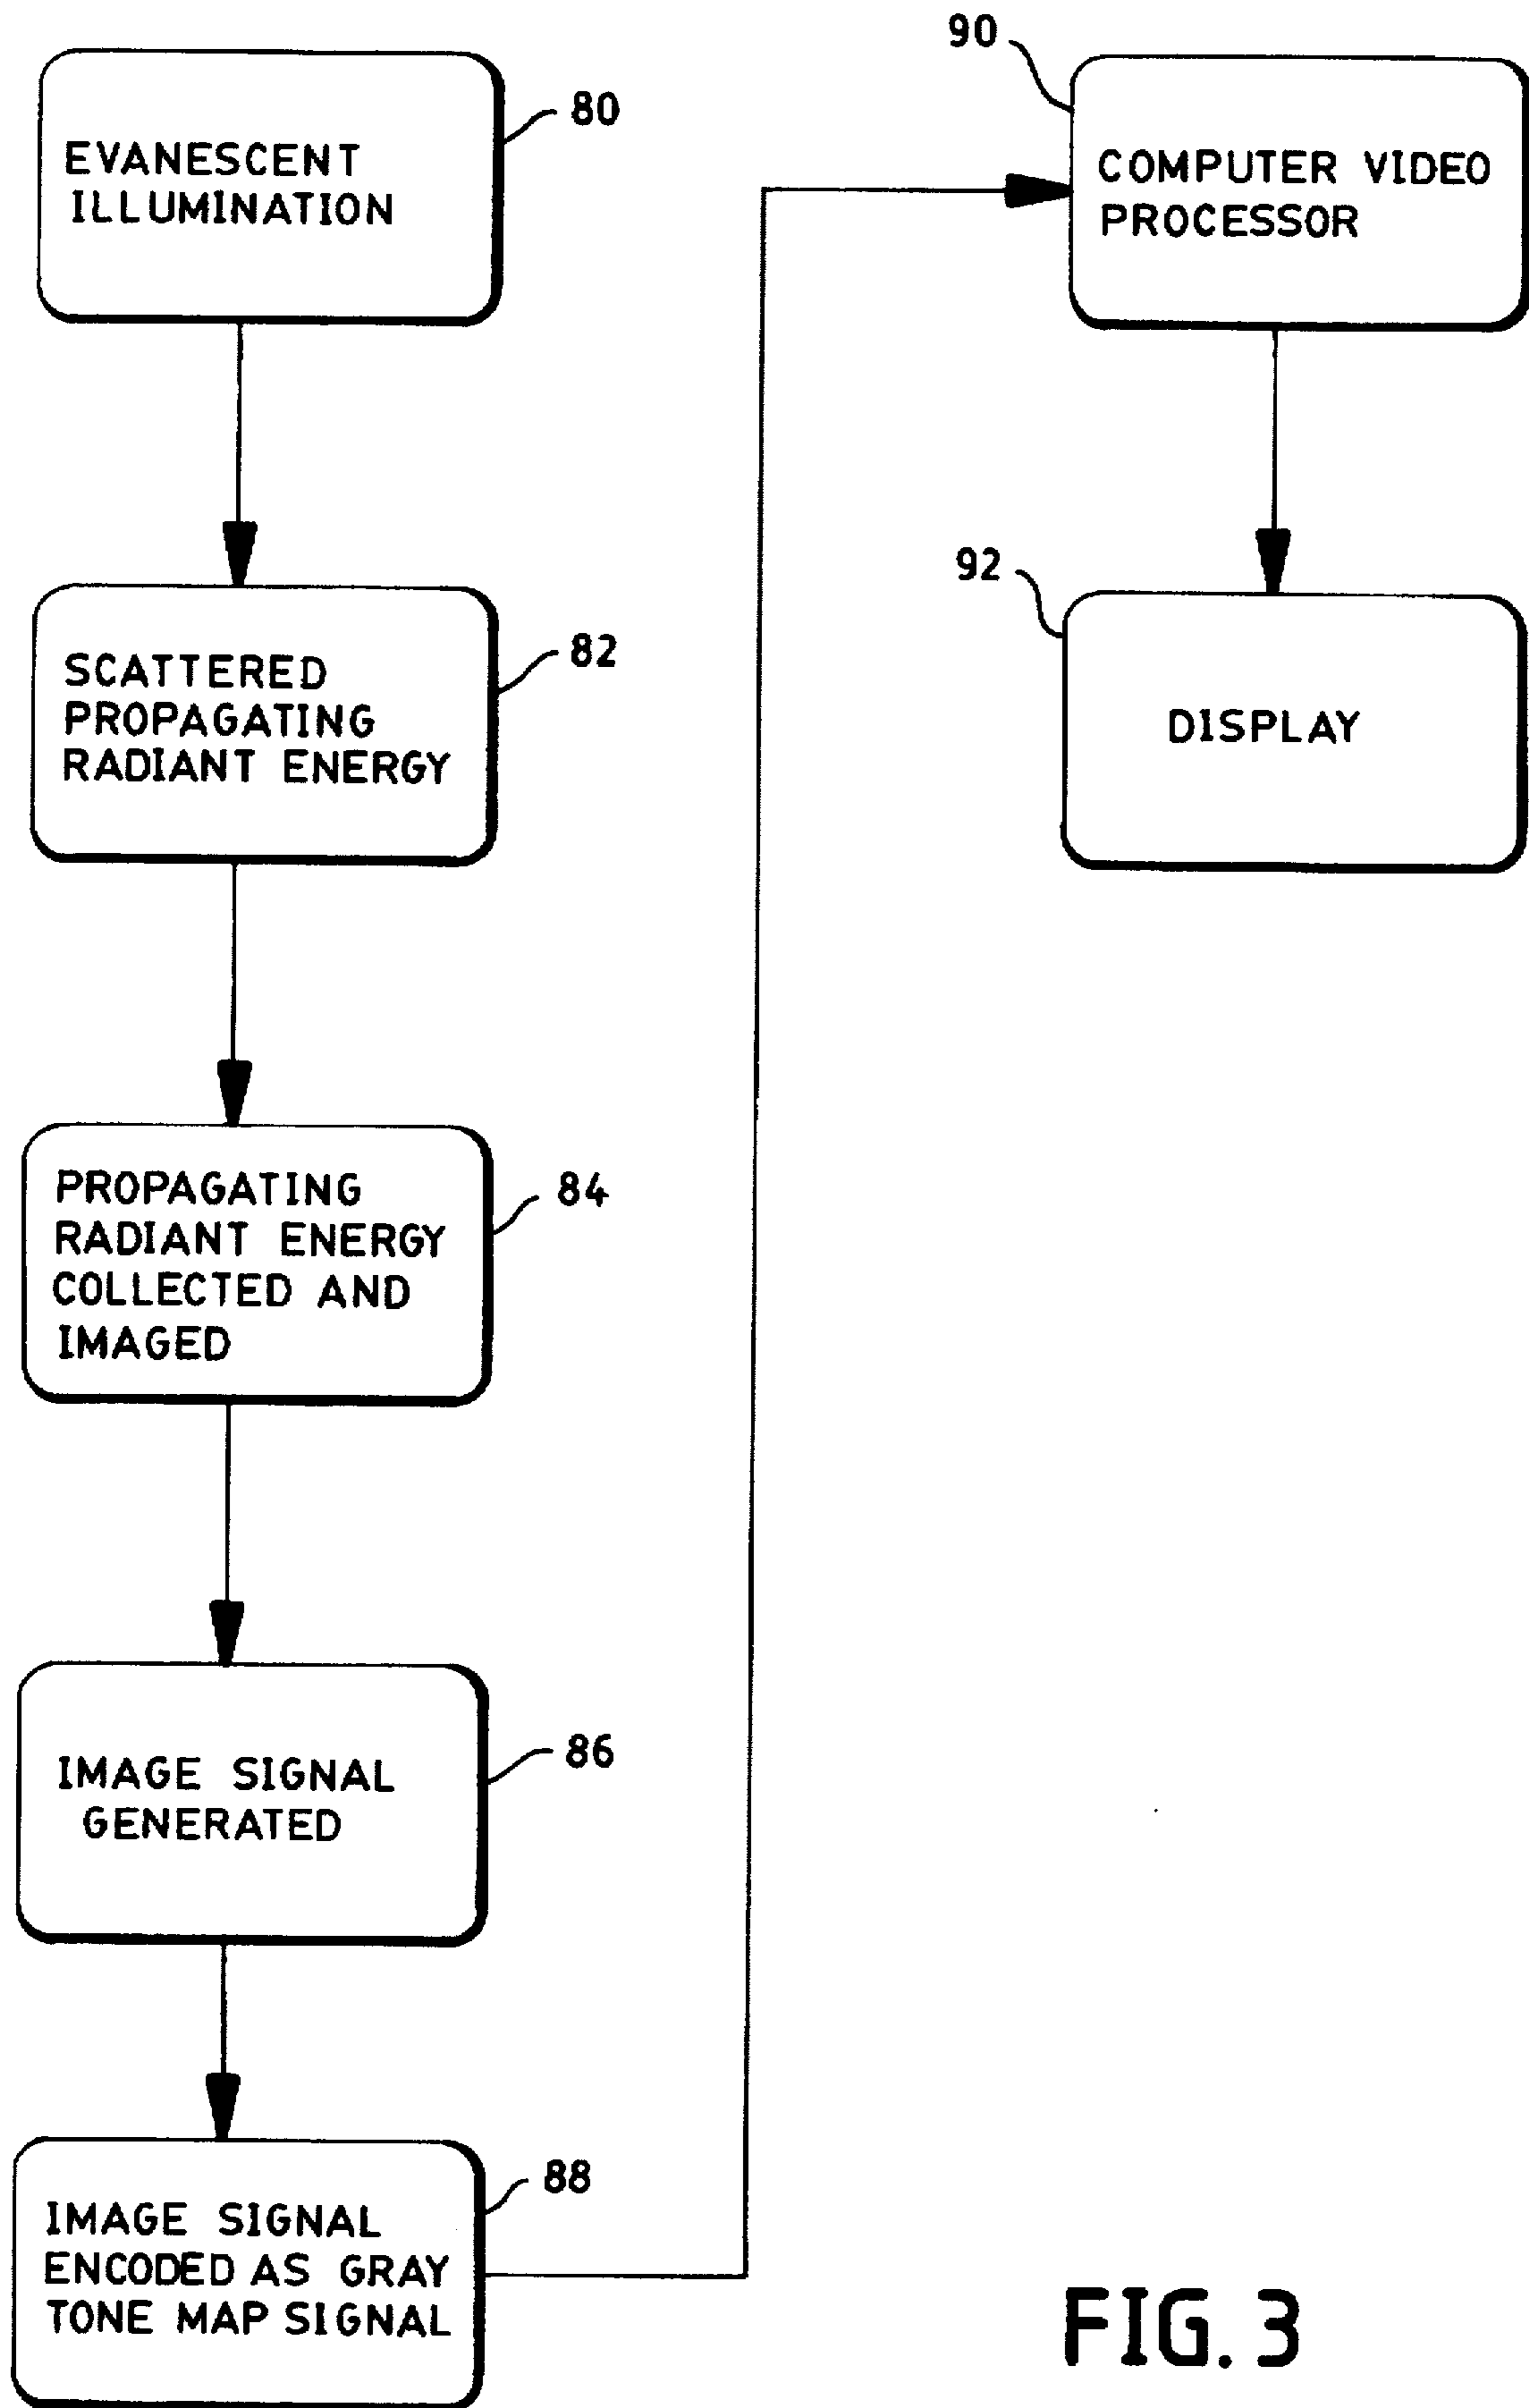 80
EVANESCENT
ILLUMINATION
82
SCATTERED
PROPAGATING
RADIANT ENERGY
84
PROPAGATING
RADIANT ENERGY
COLLECTED AND
IMAGED
86
IMAGE SIGNAL
GENERATED
88
IMAGE SIGNAL
ENCODED AS GRAY
TONE MAP SIGNAL
90
COMPUTER VIDEO
PROCESSOR
92
DISPLAY
FIG. 3